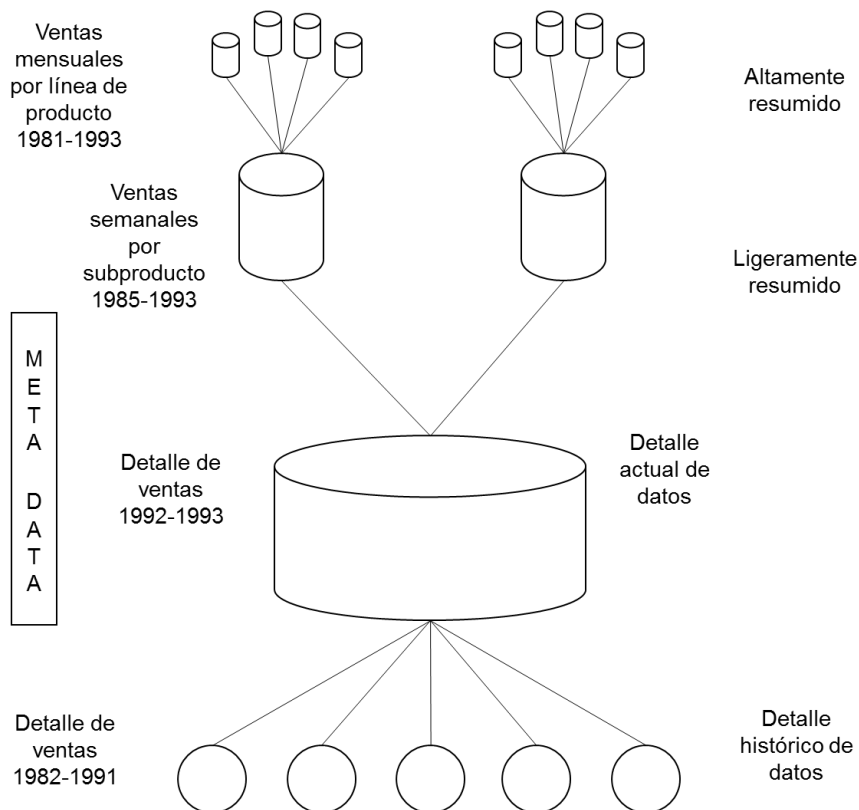 Ventas
mensuales
por línea de
producto
1981-1993
Altamente
resumido
Ventas
semanales
por
subproducto
1985-1993
Ligeramente
resumido
M
E
T
A
D
A
T
A
Detalle de
ventas
1992-1993
Detalle
actual de
datos
Detalle de
ventas
1982-1991
Detalle
histórico de
datos